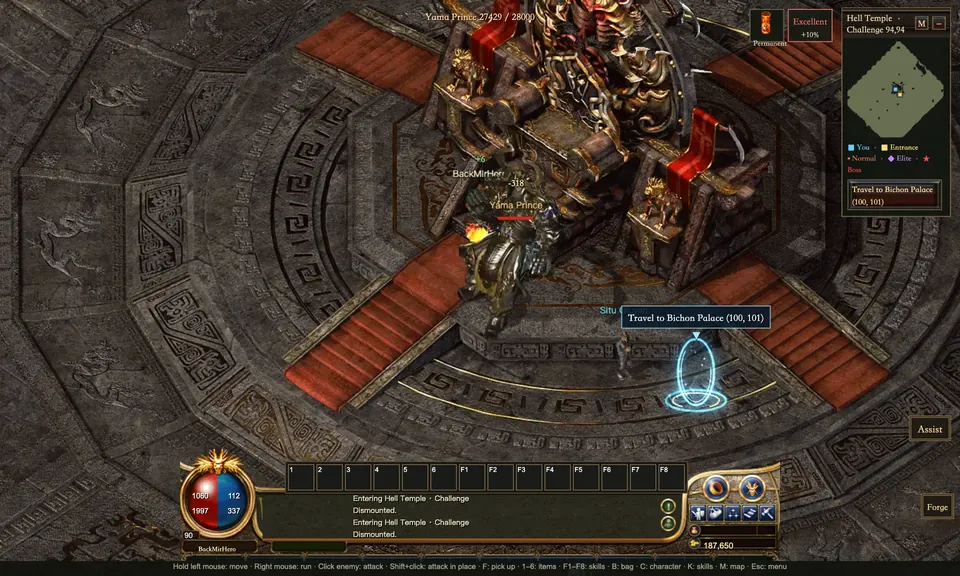 Yama Prince 27429 / 28000
Permanent
Excellent
+10%
Hell Temple ·
Challenge 94,94
M
−
You · Entrance
Normal · Elite ·
Boss
Travel to Bichon Palace
(100, 101)
+6
BackMirHer
-318
Yama Prince
Situ
Travel to Bichon Palace (100, 101)
Assist
Forge
1 2 3 4 5 6 F1 F2 F3 F4 F5 F6 F7 F8
Entering Hell Temple · Challenge
Dismounted.
Entering Hell Temple · Challenge
Dismounted.
1060 112
1997 337
90
BackMirHero
187,650
Hold left mouse: move · Right mouse: run · Click enemy: attack · Shift+click: attack in place · F: pick up · 1–6: items · F1–F8: skills · B: bag · C: character · K: skills · M: map · Esc: menu